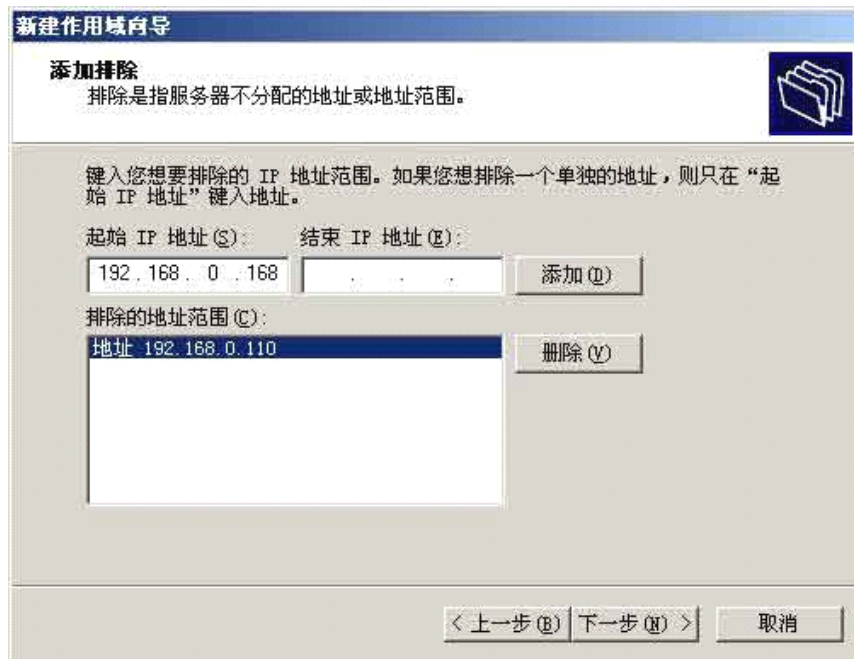 新建作用域向导
添加排除
排除是指服务器不分配的地址或地址范围。
键入您想要排除的 IP 地址范围。如果您想排除一个单独的地址，则只在“起
始 IP 地址”键入地址。
起始 IP 地址(S): 结束 IP 地址(E):
192 . 168 . 0 . 168 . . . 添加(D)
排除的地址范围(C):
地址 192.168.0.110 删除(V)
< 上一步(B) 下一步(N) > 取消